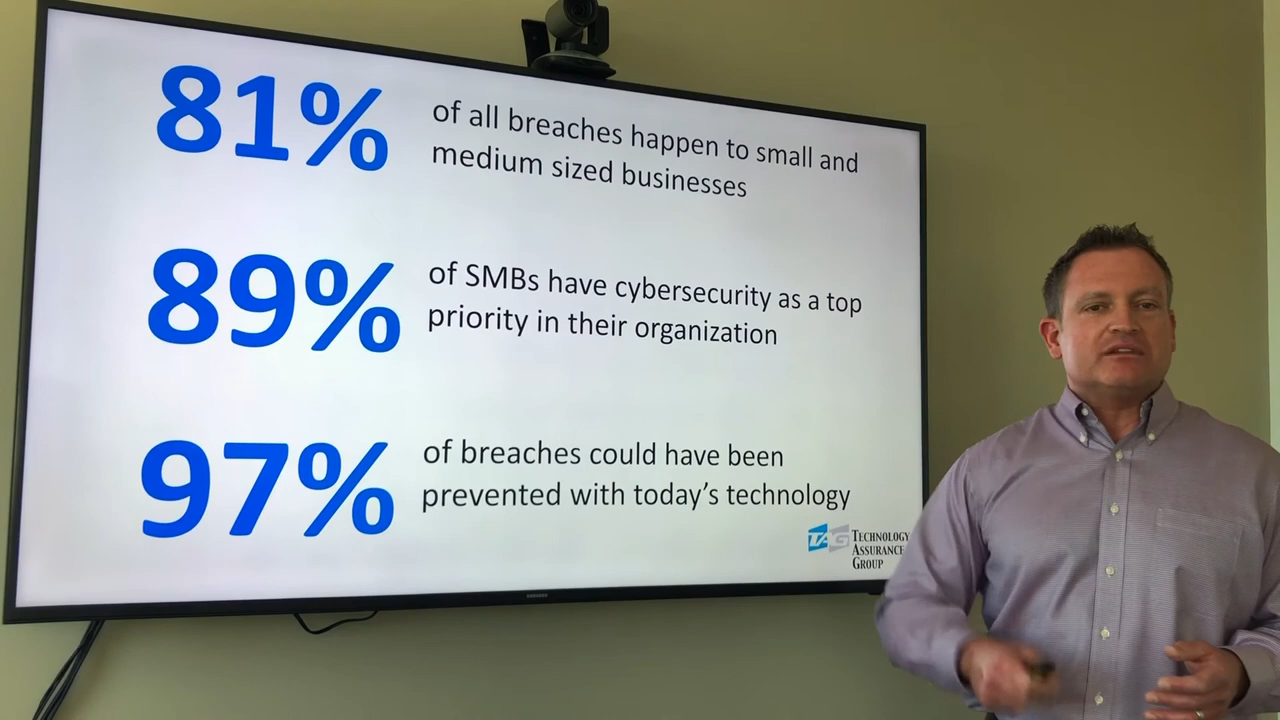 81%
of all breaches happen to small and
medium sized businesses
89%
of SMBs have cybersecurity as a top
priority in their organization
97%
of breaches could have been
prevented with today’s technology
TAG
TECHNOLOGY
ASSURANCE
GROUP
SAMSUNG